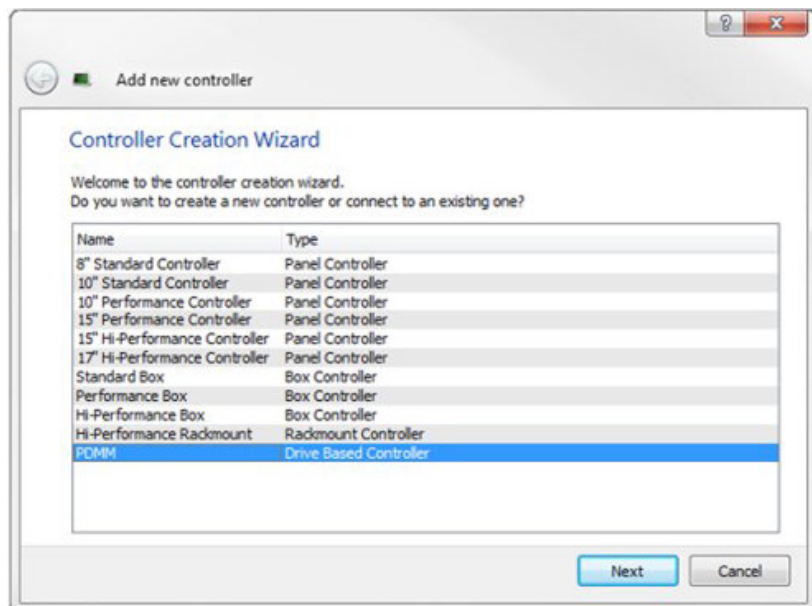 Add new controller
Controller Creation Wizard
Welcome to the controller creation wizard.
Do you want to create a new controller or connect to an existing one?
Name Type
8" Standard Controller Panel Controller
10" Standard Controller Panel Controller
10" Performance Controller Panel Controller
15" Performance Controller Panel Controller
15" Hi-Performance Controller Panel Controller
17" Hi-Performance Controller Panel Controller
Standard Box Box Controller
Performance Box Box Controller
Hi-Performance Box Box Controller
Hi-Performance Rackmount Rackmount Controller
PDMM Drive Based Controller
Next Cancel